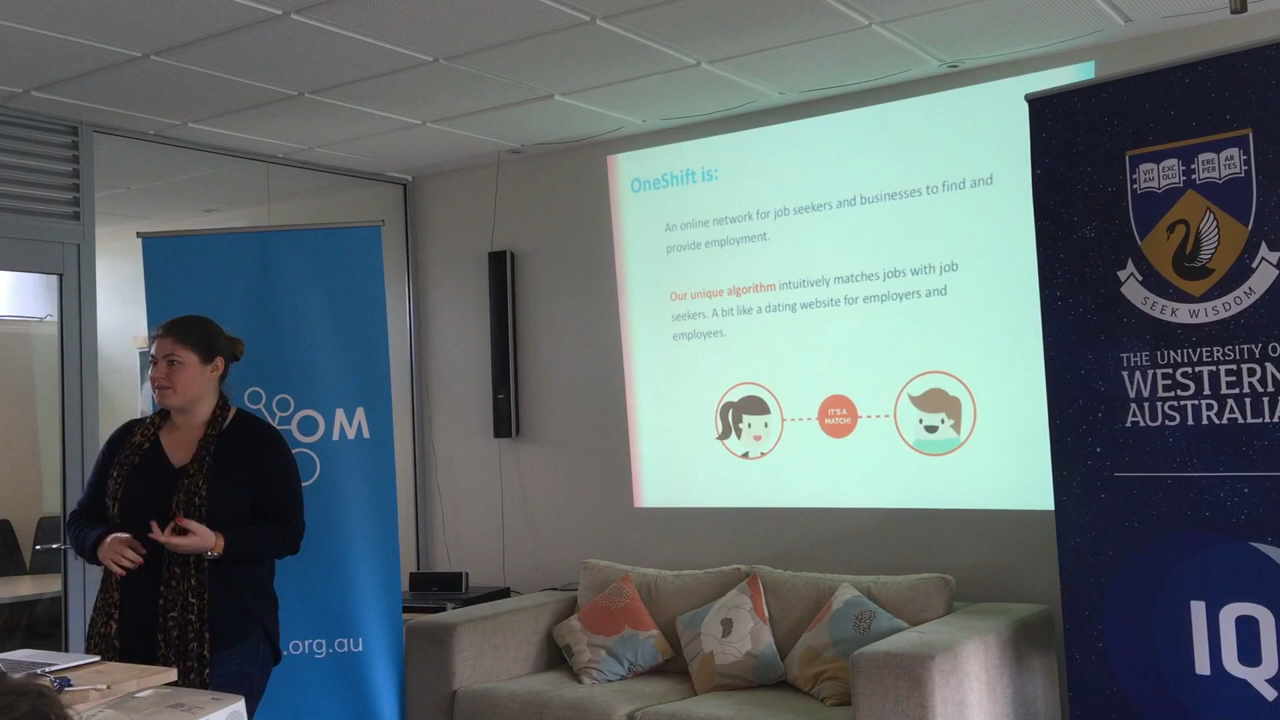 OneShift is:
An online network for job seekers and businesses to find and
provide employment.
Our unique algorithm intuitively matches jobs with job
seekers. A bit like a dating website for employers and
employees.
IT'S A
MATCH!
OM
.org.au
VIT EXC ERE AR
AM OLU PER TES
SEEK WISDOM
THE UNIVERSITY OF
WESTERN
AUSTRALIA
IQ